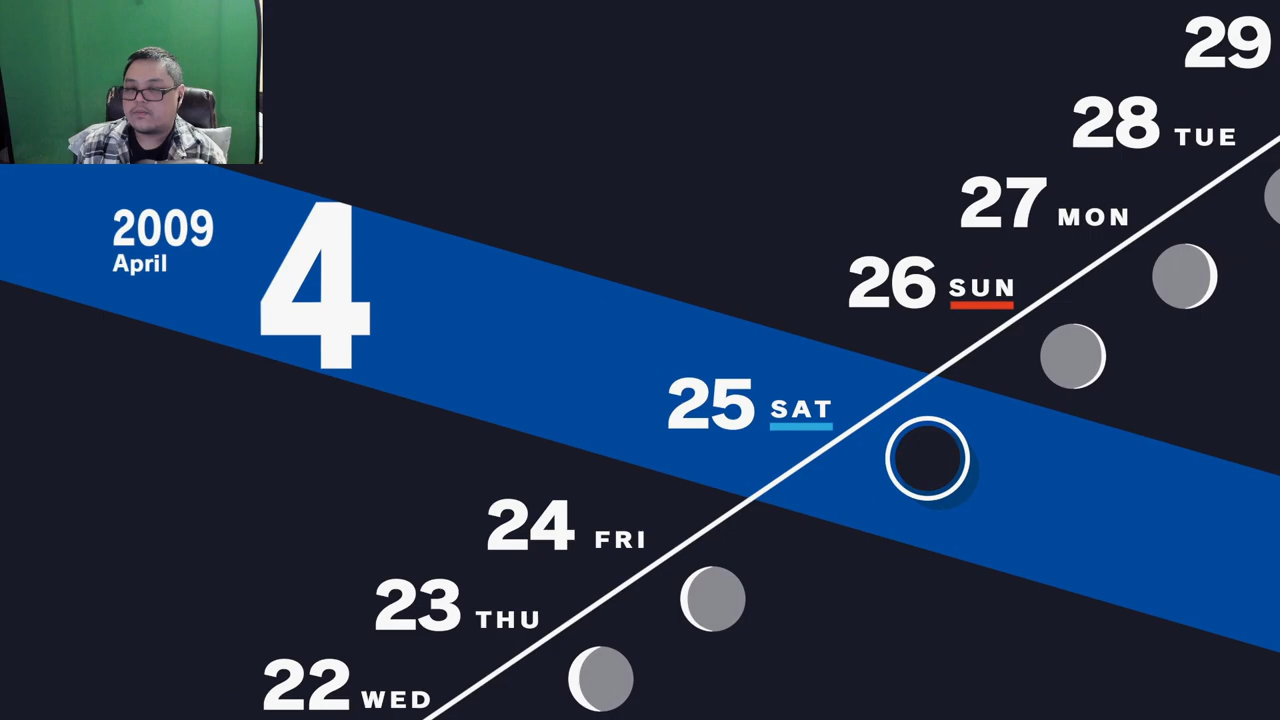 2009
April
4
29
28 TUE
27 MON
26 SUN
25 SAT
24 FRI
23 THU
22 WED